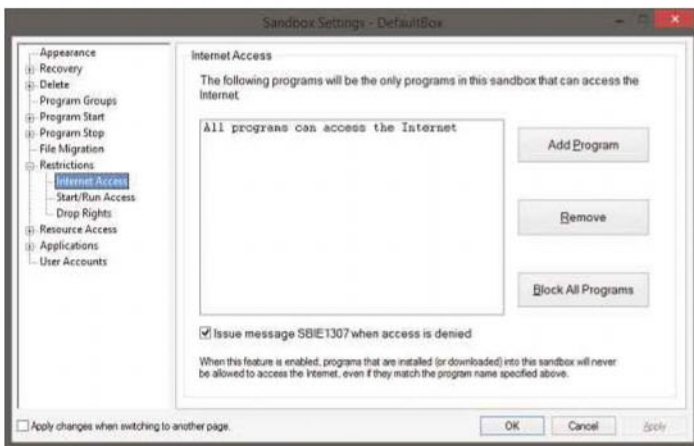 Sandbox Settings - DefaultBox
Appearance
Recovery
Delete
Program Groups
Program Start
Program Stop
File Migration
Restrictions
Internet Access
Start/Run Access
Drop Rights
Resource Access
Applications
User Accounts
Internet Access
The following programs will be the only programs in this sandbox that can access the
Internet
All programs can access the Internet
Add Program
Remove
Block All Programs
Issue message SBIE1307 when access is denied
When this feature is enabled, programs that are installed (or downloaded) into this sandbox will never
be allowed to access the Internet, even if they match the program name specified above.
Apply changes when switching to another page.
OK
Cancel
Apply